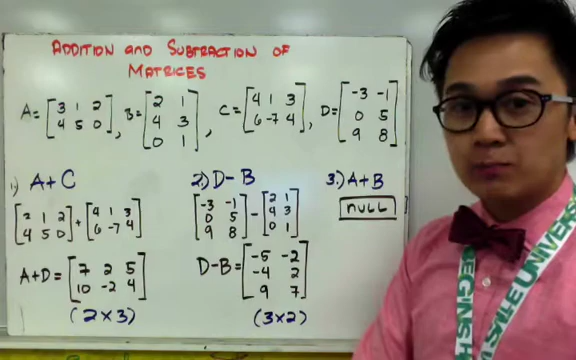 ADDITION AND SUBTRACTION OF
MATRICES
A = [3 1 2
4 5 0], B = [2 1
4 3
0 1], C = [4 1 3
6 -7 4], D = [-3 -1
0 5
9 8]
1.) A + C
[2 1 2
4 5 0] + [4 1 3
6 -7 4]
A+D = [7 2 5
10 -2 4]
(2 x 3)
2.) D - B
[-3 -1
0 5
9 8] - [2 1
4 3
0 1]
D-B = [-5 -2
-4 2
9 7]
(3 x 2)
3.) A + B
NULL